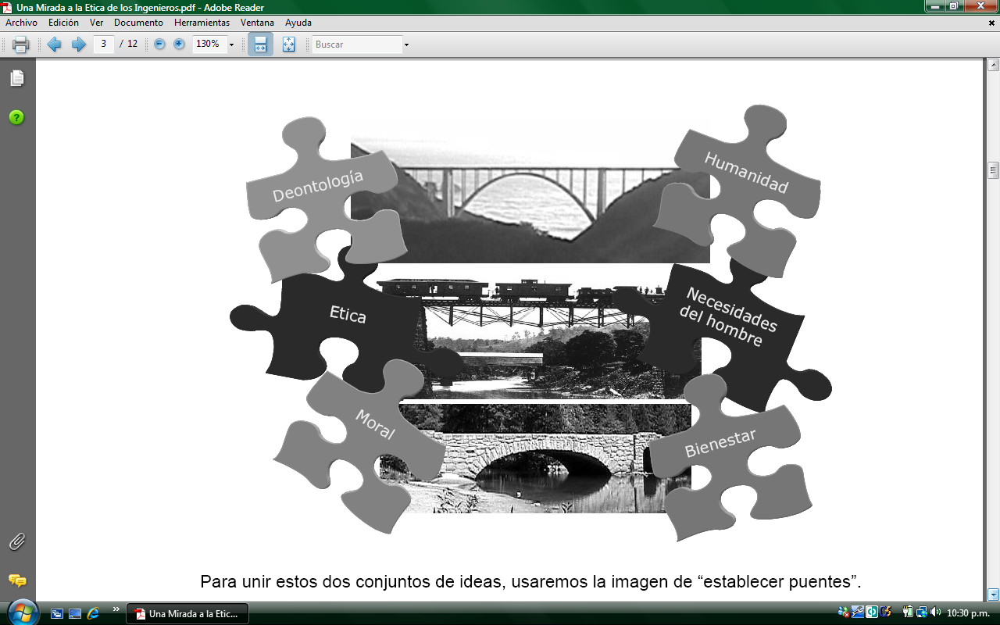 Una Mirada a la Etica de los Ingenieros.pdf - Adobe Reader
Archivo Edición Ver Documento Herramientas Ventana Ayuda
3 / 12 130% Buscar
Deontología
Humanidad
Etica
Necesidades
del hombre
Moral
Bienestar
Para unir estos dos conjuntos de ideas, usaremos la imagen de “establecer puentes”.
Una Mirada a la Etic...
10:30 p.m.